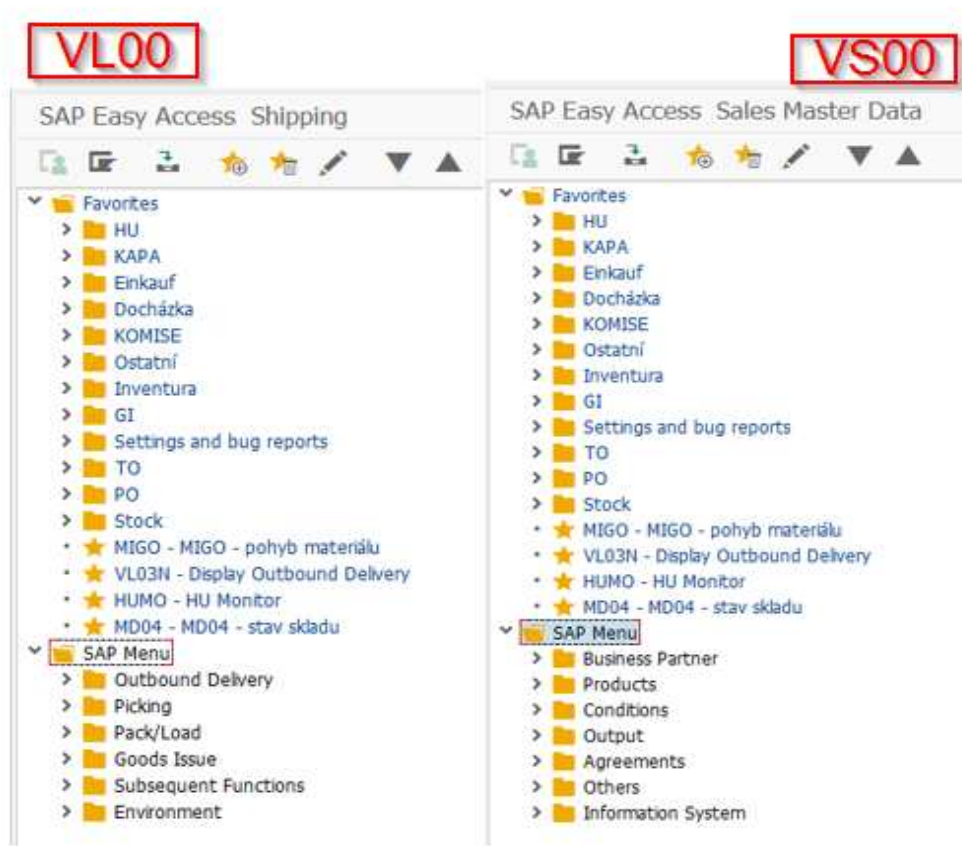 VL00
SAP Easy Access Shipping
Favorites
HU
KAPA
Einkauf
Docházka
KOMISE
Ostatní
Inventura
GI
Settings and bug reports
TO
PO
Stock
MIGO - MIGO - pohyb materiálu
VL03N - Display Outbound Delivery
HUMO - HU Monitor
MD04 - MD04 - stav skladu
SAP Menu
Outbound Delivery
Picking
Pack/Load
Goods Issue
Subsequent Functions
Environment
VS00
SAP Easy Access Sales Master Data
Favorites
HU
KAPA
Einkauf
Docházka
KOMISE
Ostatní
Inventura
GI
Settings and bug reports
TO
PO
Stock
MIGO - MIGO - pohyb materiálu
VL03N - Display Outbound Delivery
HUMO - HU Monitor
MD04 - MD04 - stav skladu
SAP Menu
Business Partner
Products
Conditions
Output
Agreements
Others
Information System